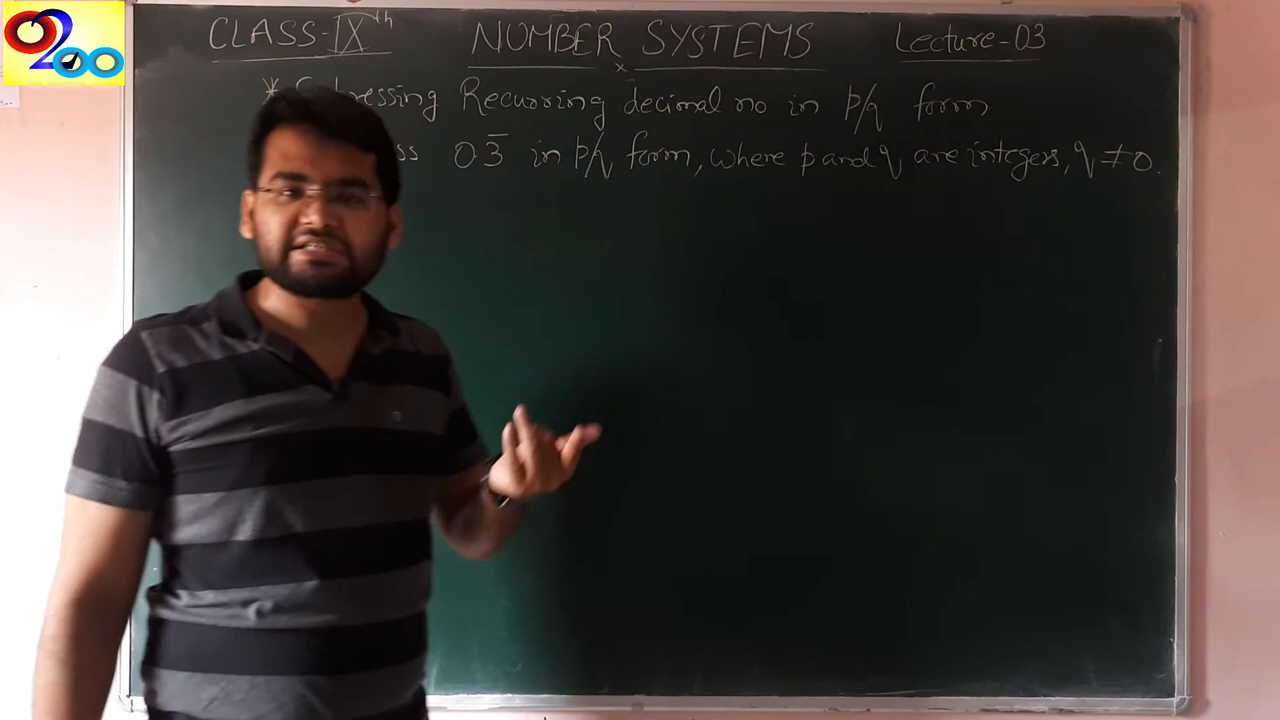 0200
CLASS-IXth NUMBER SYSTEMS Lecture-03
* Recurring decimal no in p/q form
0.3̅ in p/q form, where p and q are integers, q ≠ 0.